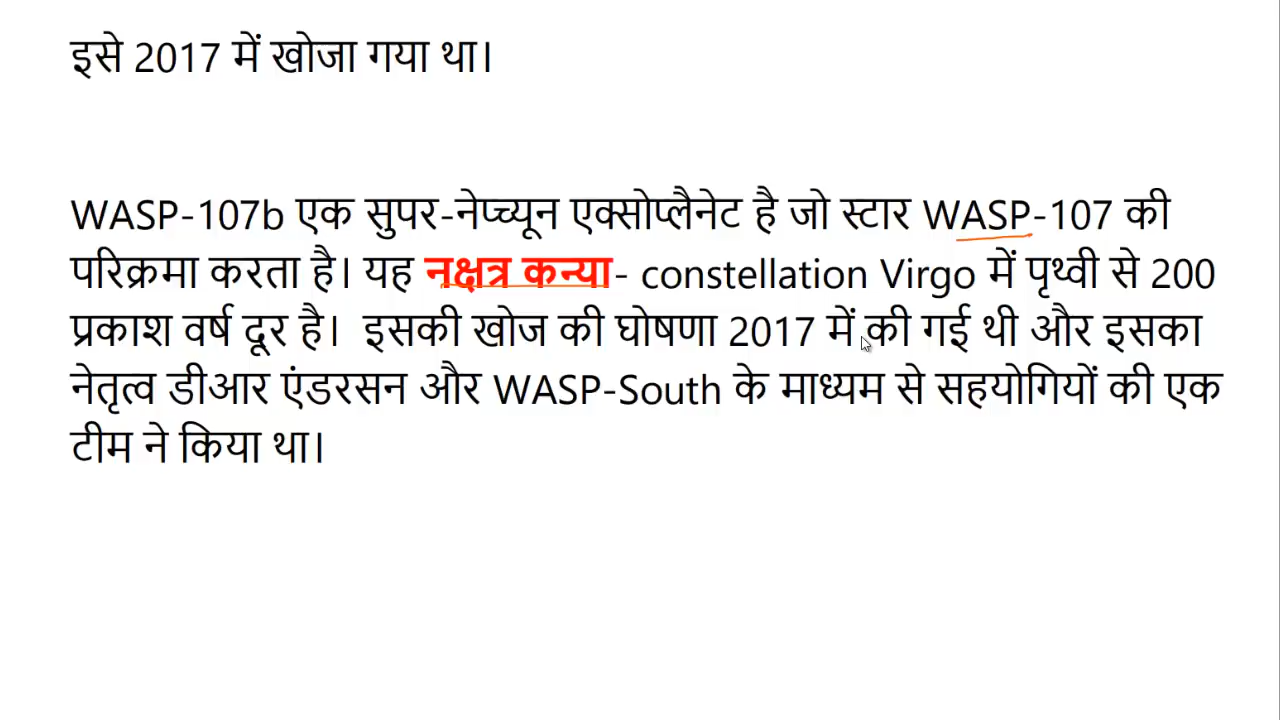 इसे 2017 में खोजा गया था।
WASP-107b एक सुपर-नेप्च्यून एक्सोप्लैनेट है जो स्टार WASP-107 की
परिक्रमा करता है। यह नक्षत्र कन्या- constellation Virgo में पृथ्वी से 200
प्रकाश वर्ष दूर है। इसकी खोज की घोषणा 2017 में की गई थी और इसका
नेतृत्व डीआर एंडरसन और WASP-South के माध्यम से सहयोगियों की एक
टीम ने किया था।